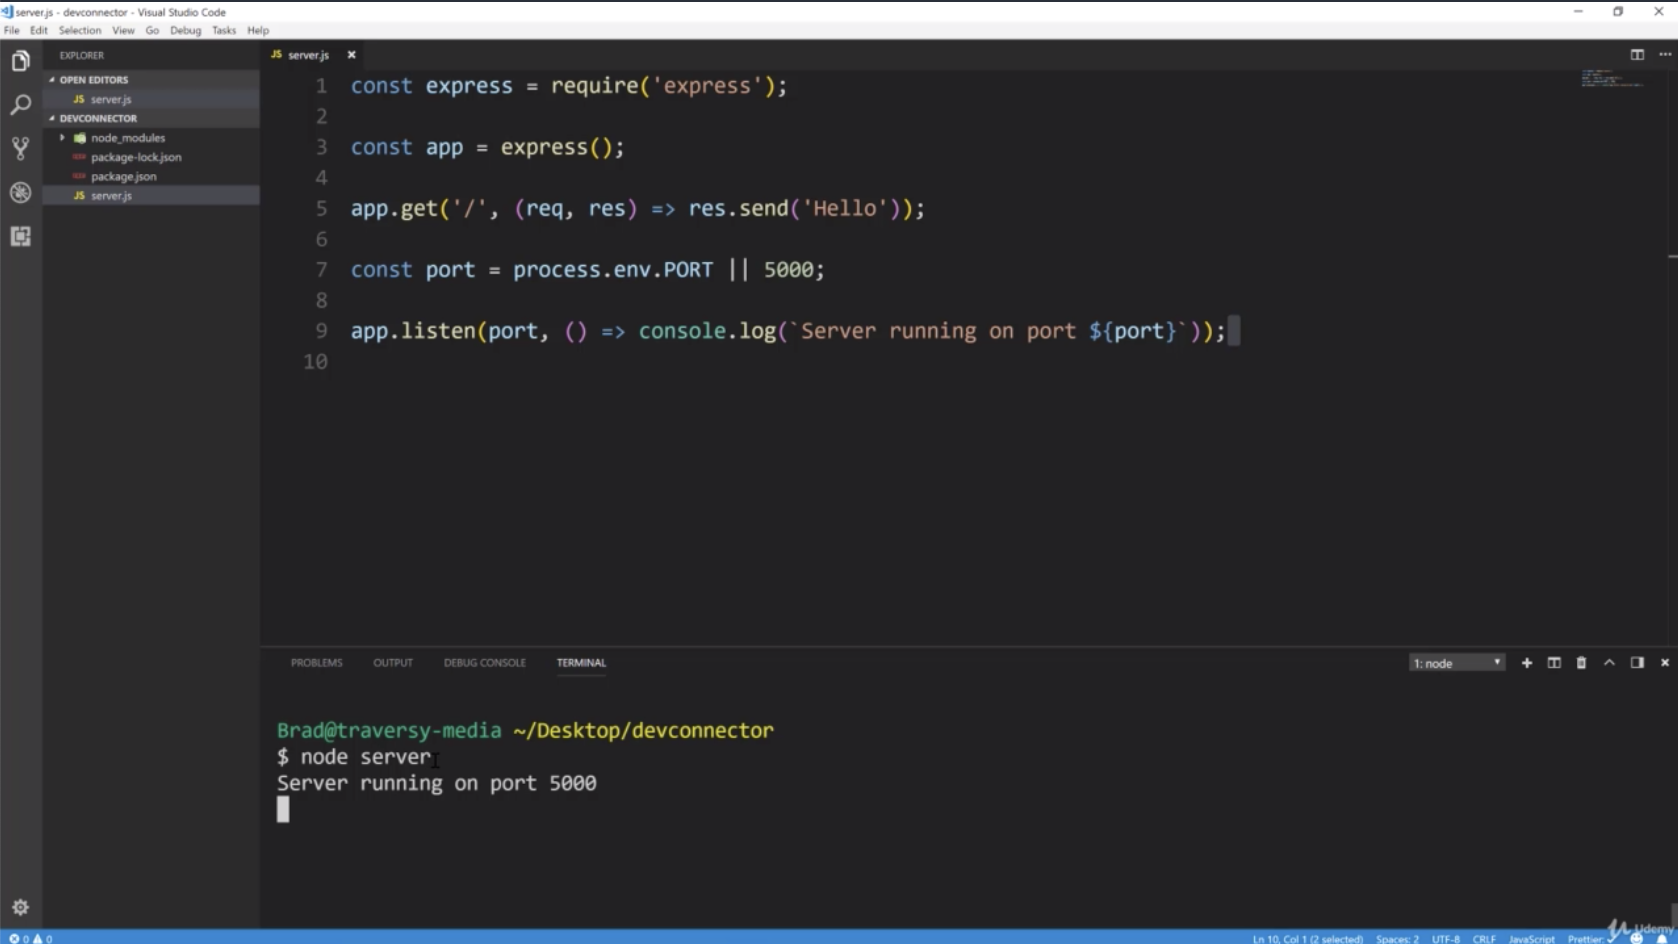 server.js - devconnector - Visual Studio Code
File Edit Selection View Go Debug Tasks Help
EXPLORER
OPEN EDITORS
JS server.js
DEVCONNECTOR
node_modules
package-lock.json
package.json
JS server.js
JS server.js
1 const express = require('express');
2
3 const app = express();
4
5 app.get('/', (req, res) => res.send('Hello'));
6
7 const port = process.env.PORT || 5000;
8
9 app.listen(port, () => console.log(`Server running on port ${port}`));
10
PROBLEMS OUTPUT DEBUG CONSOLE TERMINAL 1: node
Brad@traversy-media ~/Desktop/devconnector
$ node server
Server running on port 5000
0 0 Ln 10, Col 1 (2 selected) Spaces: 2 UTF-8 CRLF JavaScript Prettier:
Udemy